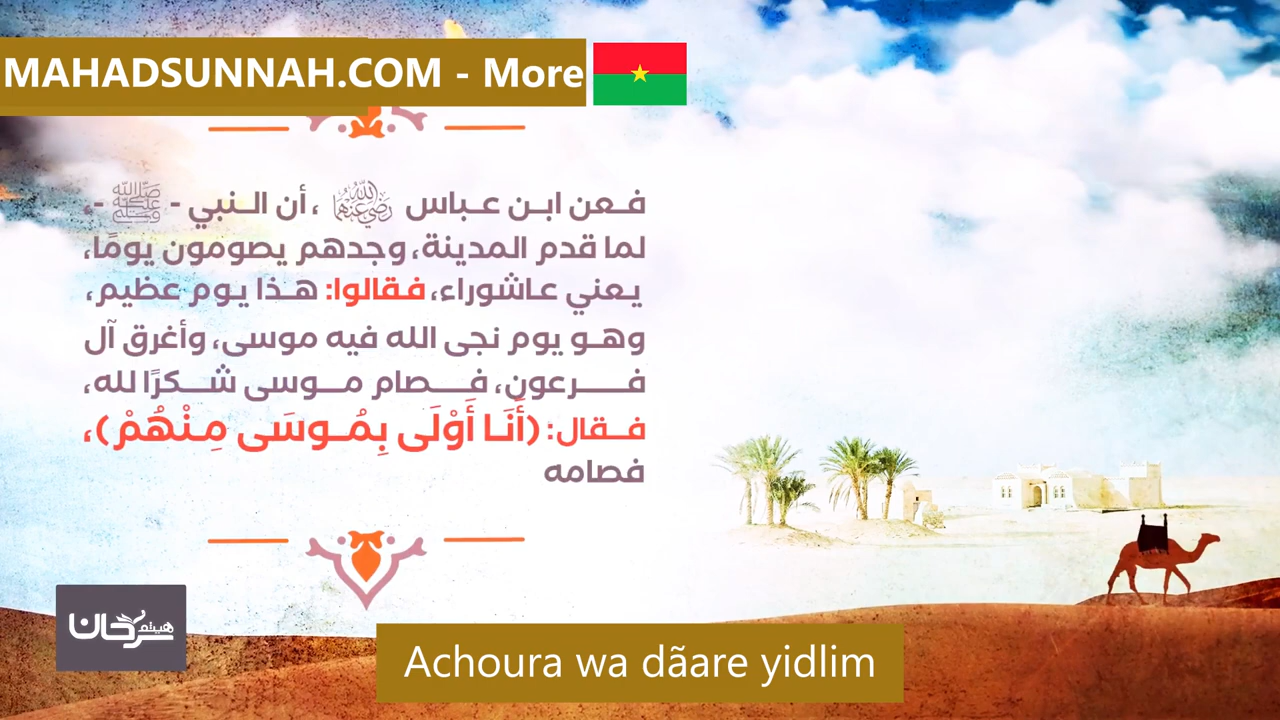 MAHADSUNNAH.COM - More
فعن ابن عباس رضي الله عنهما، أن النبي - ﷺ -،
لما قدم المدينة، وجدهم يصومون يومًا،
يعني عاشوراء، فقالوا: هذا يوم عظيم،
وهو يوم نجى الله فيه موسى، وأغرق آل
فرعون، فصام موسى شكرًا لله،
فقال: (أَنَا أَوْلَى بِمُوسَى مِنْهُمْ)،
فصامه
هيثم سرحان
Achoura wa dãare yidlim